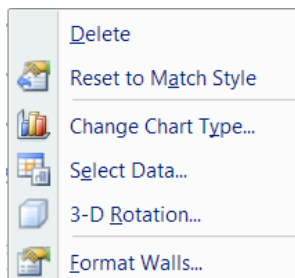 Delete
Reset to Match Style
Change Chart Type...
Select Data...
3-D Rotation...
Format Walls...